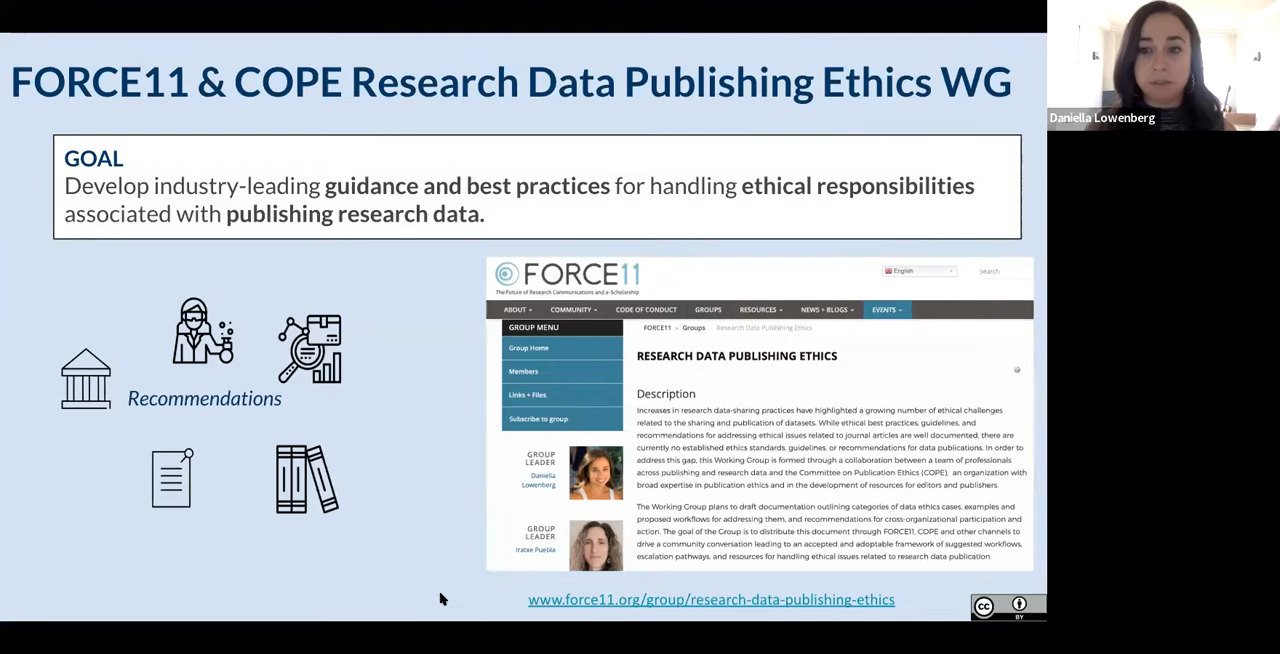 FORCE11 & COPE Research Data Publishing Ethics WG
Daniella Lowenberg
GOAL
Develop industry-leading guidance and best practices for handling ethical responsibilities
associated with publishing research data.
Recommendations
FORCE11
The Future of Research Communications and e-Scholarship
English
Search
ABOUT
COMMUNITY
CODE OF CONDUCT
GROUPS
RESOURCES
NEWS + BLOGS
EVENTS
GROUP MENU
Group Home
Members
Links + Files
Subscribe to group
GROUP
LEADER
Daniella
Lowenberg
GROUP
LEADER
Iratxe Puebla
FORCE11 » Groups » Research Data Publishing Ethics
RESEARCH DATA PUBLISHING ETHICS
Description
Increases in research data-sharing practices have highlighted a growing number of ethical challenges
related to the sharing and publication of datasets. While ethical best practices, guidelines, and
recommendations for addressing ethical issues related to journal articles are well documented, there are
currently no established ethics standards, guidelines, or recommendations for data publications. In order to
address this gap, this Working Group is formed through a collaboration between a team of professionals
across publishing and research data and the Committee on Publication Ethics (COPE), an organization with
broad expertise in publication ethics and in the development of resources for editors and publishers.
The Working Group plans to draft documentation outlining categories of data ethics cases, examples and
proposed workflows for addressing them, and recommendations for cross-organizational participation and
action. The goal of the Group is to distribute this document through FORCE11, COPE and other channels to
drive a community conversation leading to an accepted and adoptable framework of suggested workflows,
escalation pathways, and resources for handling ethical issues related to research data publication.
www.force11.org/group/research-data-publishing-ethics
cc
BY